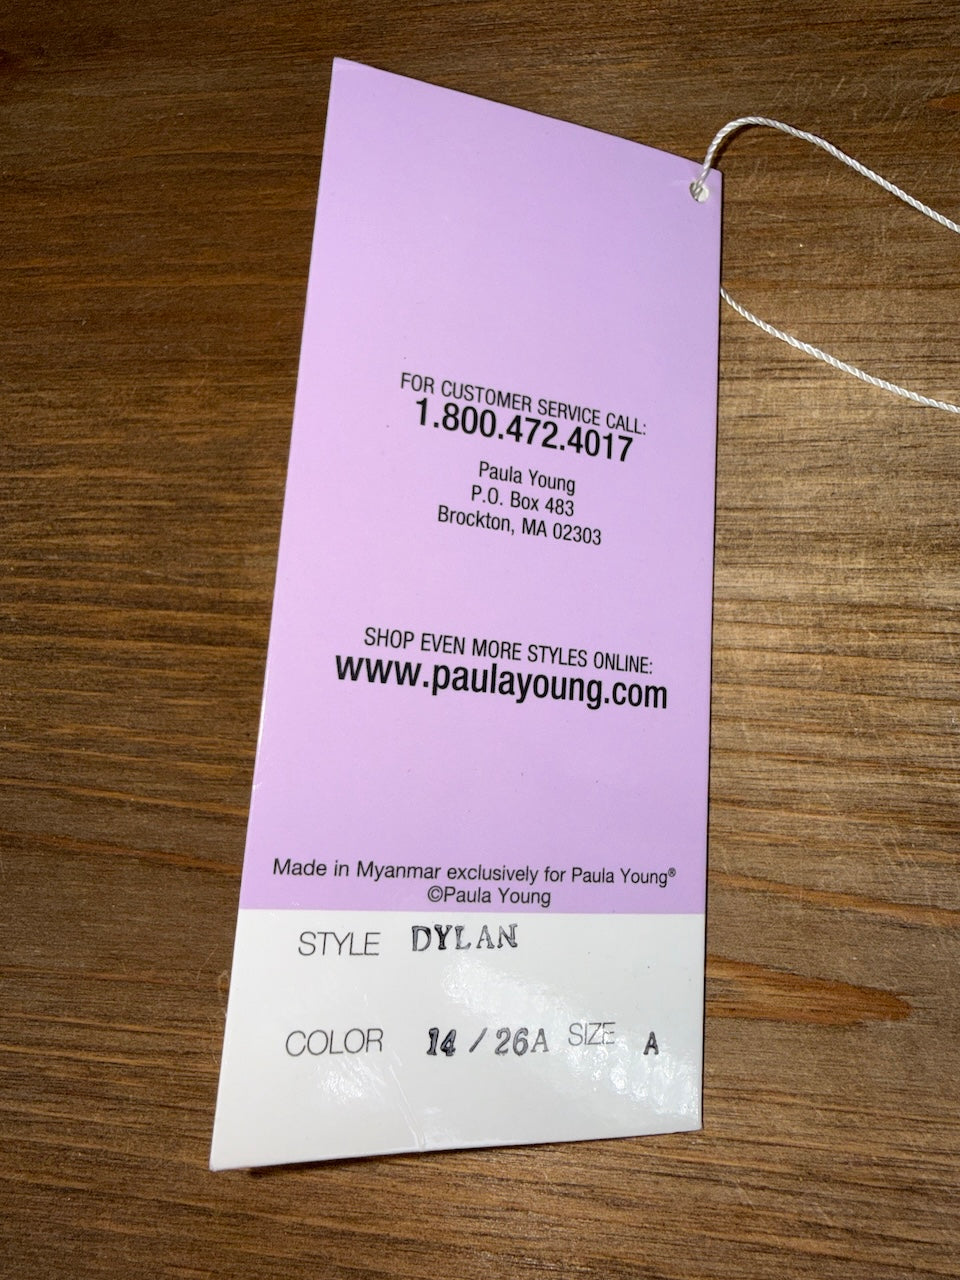 FOR CUSTOMER SERVICE CALL:
1.800.472.4017
Paula Young
P.O. Box 483
Brockton, MA 02303
SHOP EVEN MORE STYLES ONLINE:
www.paulayoung.com
Made in Myanmar exclusively for Paula Young®
©Paula Young
STYLE DYLAN
COLOR 14 / 26A SIZE A